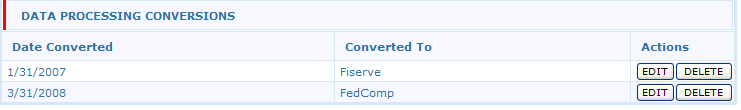 DATA PROCESSING CONVERSIONS
Date Converted Converted To Actions
1/31/2007 Fiserve EDIT DELETE
3/31/2008 FedComp EDIT DELETE